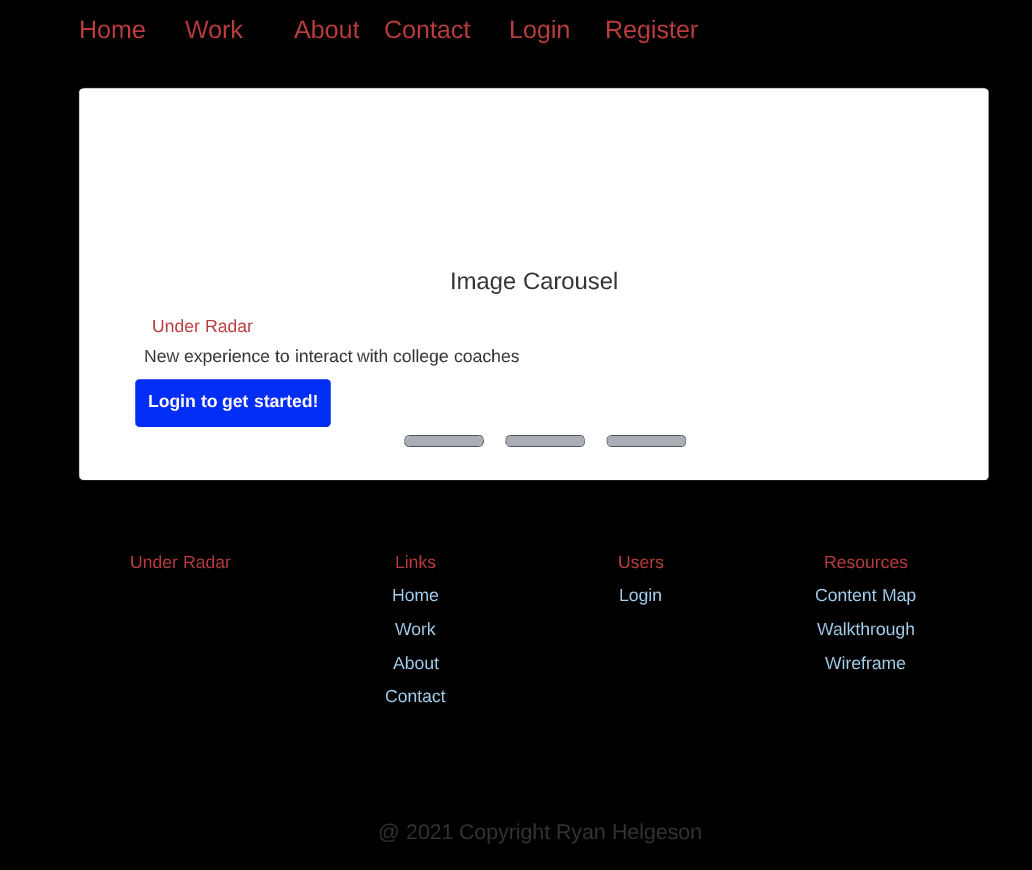 Home Work About Contact Login Register
Image Carousel
Under Radar
New experience to interact with college coaches
Login to get started!
Under Radar Links Users Resources
Home Login Content Map
Work Walkthrough
About Wireframe
Contact
@ 2021 Copyright Ryan Helgeson